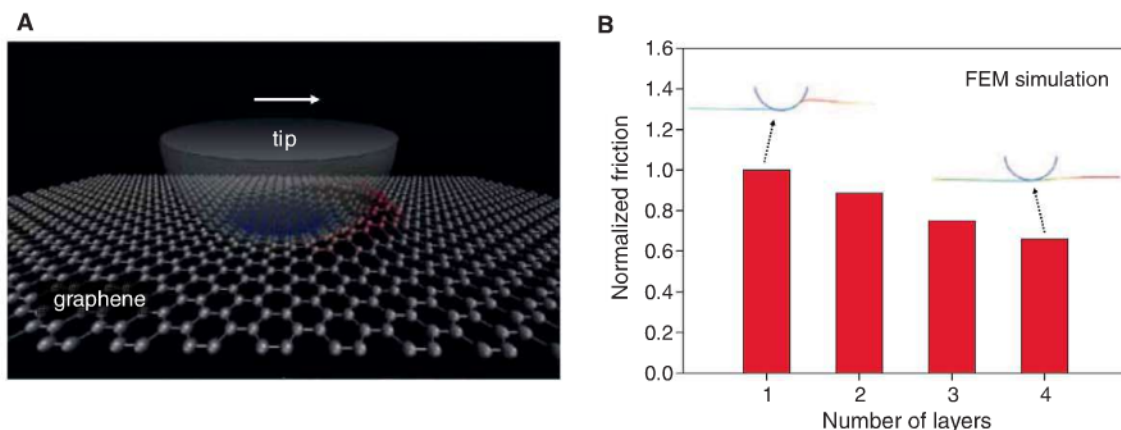 A
tip
graphene
B
FEM simulation
Normalized friction
1.6
1.4
1.2
1.0
0.8
0.6
0.4
0.2
0.0
1 2 3 4
Number of layers